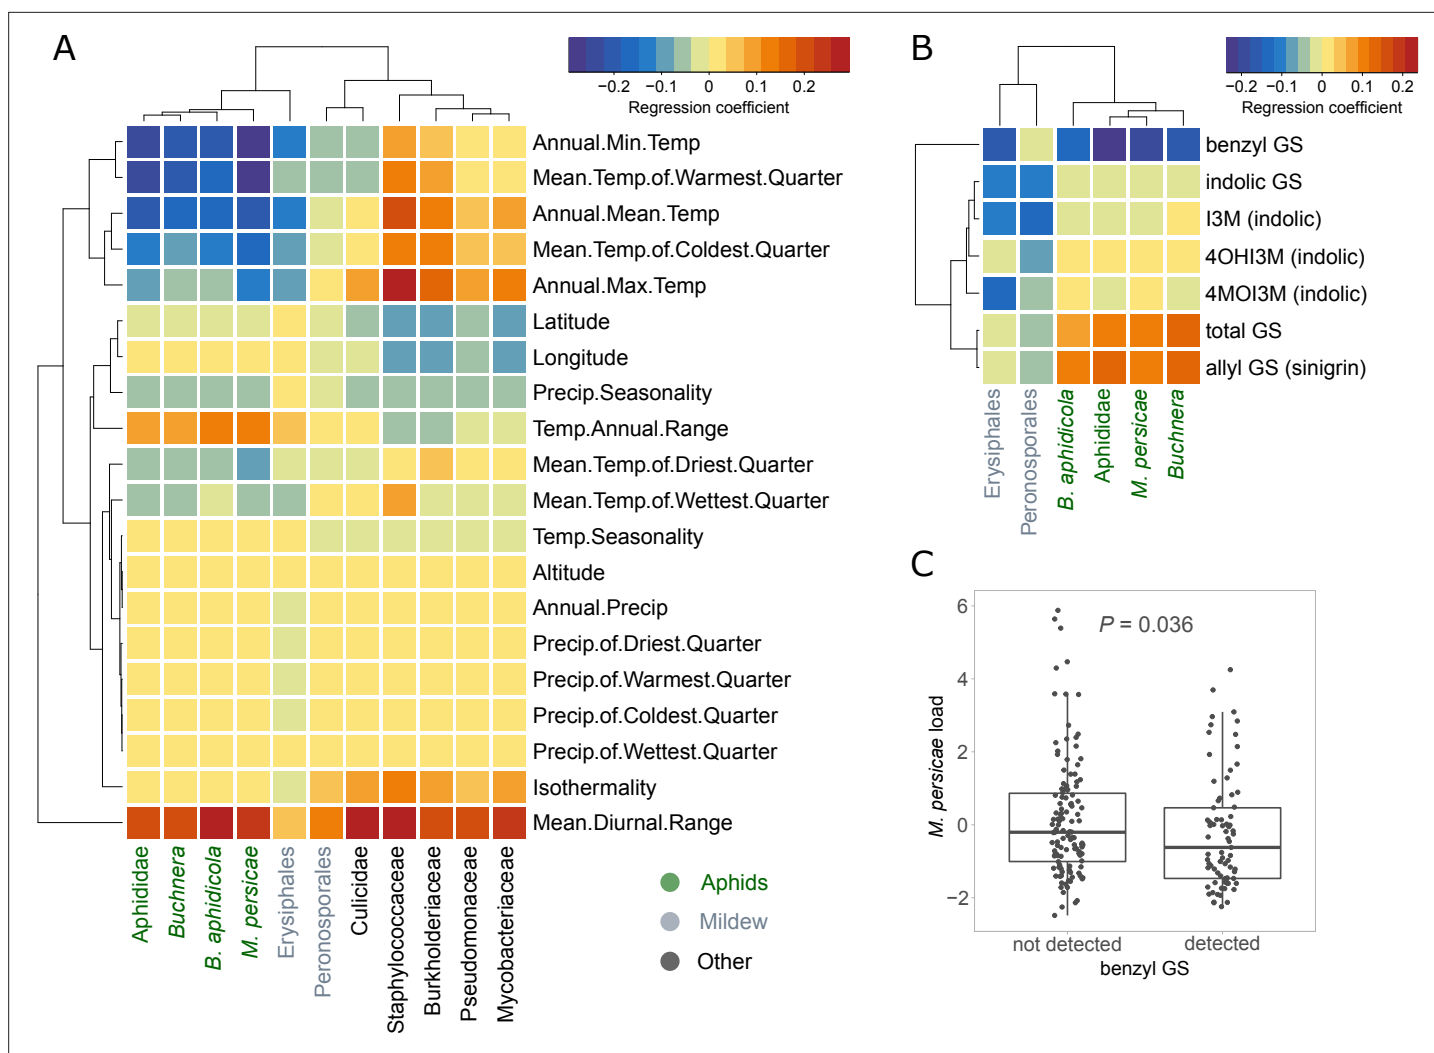 A
−0.2 −0.1 0 0.1 0.2
Regression coefficient
Annual.Min.Temp
Mean.Temp.of.Warmest.Quarter
Annual.Mean.Temp
Mean.Temp.of.Coldest.Quarter
Annual.Max.Temp
Latitude
Longitude
Precip.Seasonality
Temp.Annual.Range
Mean.Temp.of.Driest.Quarter
Mean.Temp.of.Wettest.Quarter
Temp.Seasonality
Altitude
Annual.Precip
Precip.of.Driest.Quarter
Precip.of.Warmest.Quarter
Precip.of.Coldest.Quarter
Precip.of.Wettest.Quarter
Isothermality
Mean.Diurnal.Range
Aphididae
Buchnera
B. aphidicola
M. persicae
Erysiphales
Peronosporales
Culicidae
Staphylococcaceae
Burkholderiaceae
Pseudomonaceae
Mycobacteriaceae
Aphids
Mildew
Other
B
−0.2 −0.1 0 0.1 0.2
Regression coefficient
benzyl GS
indolic GS
I3M (indolic)
4OHI3M (indolic)
4MOI3M (indolic)
total GS
allyl GS (sinigrin)
Erysiphales
Peronosporales
B. aphidicola
Aphididae
M. persicae
Buchnera
C
P = 0.036
M. persicae load
6
4
2
0
−2
not detected
detected
benzyl GS